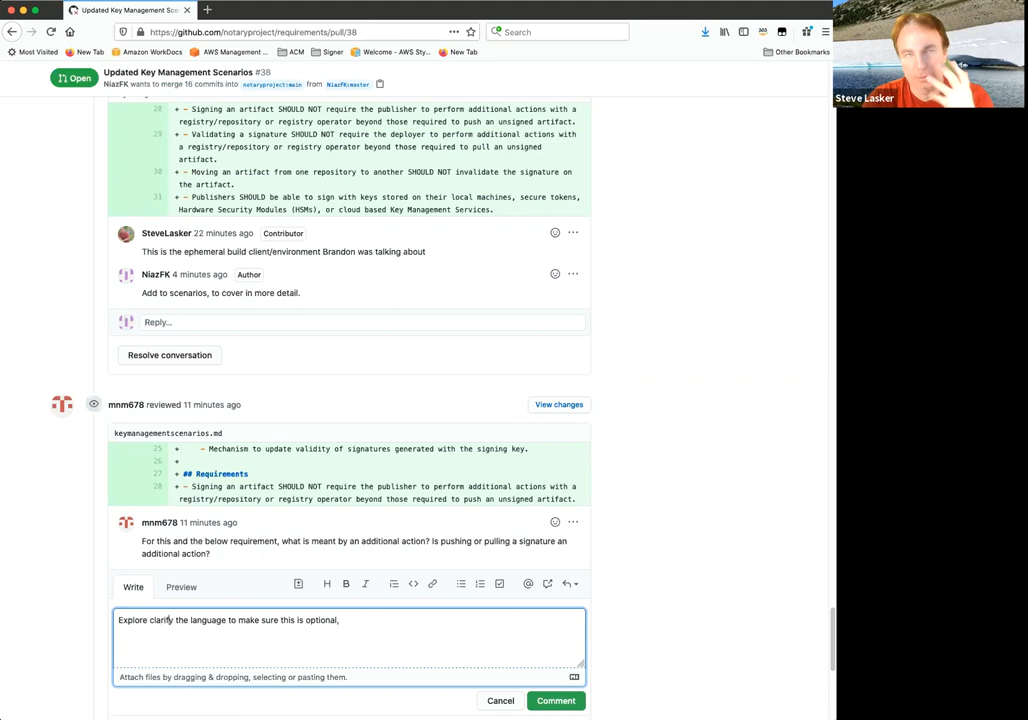 Updated Key Management Sce
https://github.com/notaryproject/requirements/pull/38
Search
Most Visited
New Tab
Amazon WorkDocs
AWS Management
ACM
Signer
Welcome - AWS Sty
New Tab
Other Bookmarks
Open
Updated Key Management Scenarios #38
NiazFK wants to merge 16 commits into notaryproject:main from NiazFK:master
Steve Lasker
28 + - Signing an artifact SHOULD NOT require the publisher to perform additional actions with a
registry/repository or registry operator beyond those required to push an unsigned artifact.
29 + - Validating a signature SHOULD NOT require the deployer to perform additional actions with
a registry/repository or registry operator beyond those required to pull an unsigned
artifact.
30 + - Moving an artifact from one repository to another SHOULD NOT invalidate the signature on
the artifact.
31 + - Publishers SHOULD be able to sign with keys stored on their local machines, secure tokens,
Hardware Security Modules (HSMs), or cloud based Key Management Services.
SteveLasker 22 minutes ago Contributor
This is the ephemeral build client/environment Brandon was talking about
NiazFK 4 minutes ago Author
Add to scenarios, to cover in more detail.
Reply...
Resolve conversation
mnm678 reviewed 11 minutes ago
View changes
keymanagementscenarios.md
25 + - Mechanism to update validity of signatures generated with the signing key.
26 +
27 + ## Requirements
28 + - Signing an artifact SHOULD NOT require the publisher to perform additional actions with a
registry/repository or registry operator beyond those required to push an unsigned artifact.
mnm678 11 minutes ago
For this and the below requirement, what is meant by an additional action? Is pushing or pulling a signature an
additional action?
Write
Preview
Explore clarify the language to make sure this is optional,
Attach files by dragging & dropping, selecting or pasting them.
Cancel
Comment